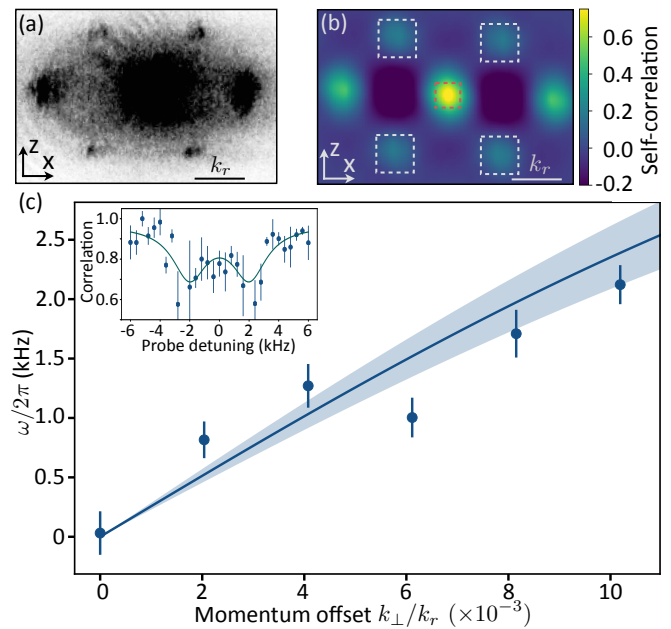 (a)
z
x
k_r
(b)
z
x
k_r
0.6
0.4
0.2
0.0
-0.2
Self-correlation
(c)
2.5
2.0
1.5
1.0
0.5
0
ω/2π (kHz)
1.0
0.8
0.6
Correlation
-6 -4 -2 0 2 4 6
Probe detuning (kHz)
0 2 4 6 8 10
Momentum offset k_⊥/k_r (×10⁻³)